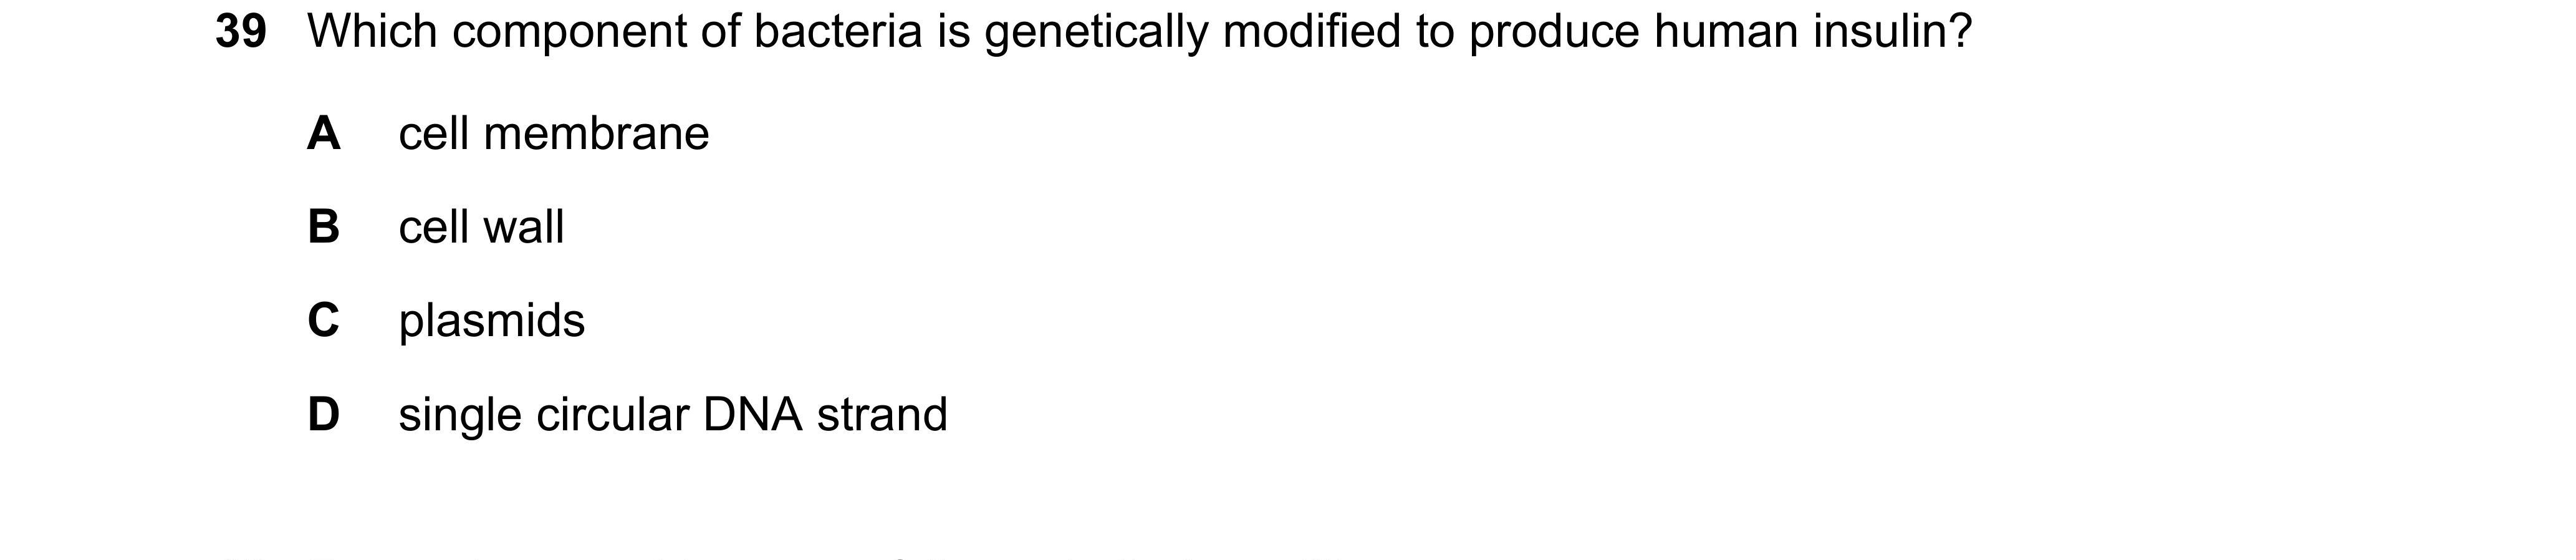 39 Which component of bacteria is genetically modified to produce human insulin?
A cell membrane
B cell wall
C plasmids
D single circular DNA strand